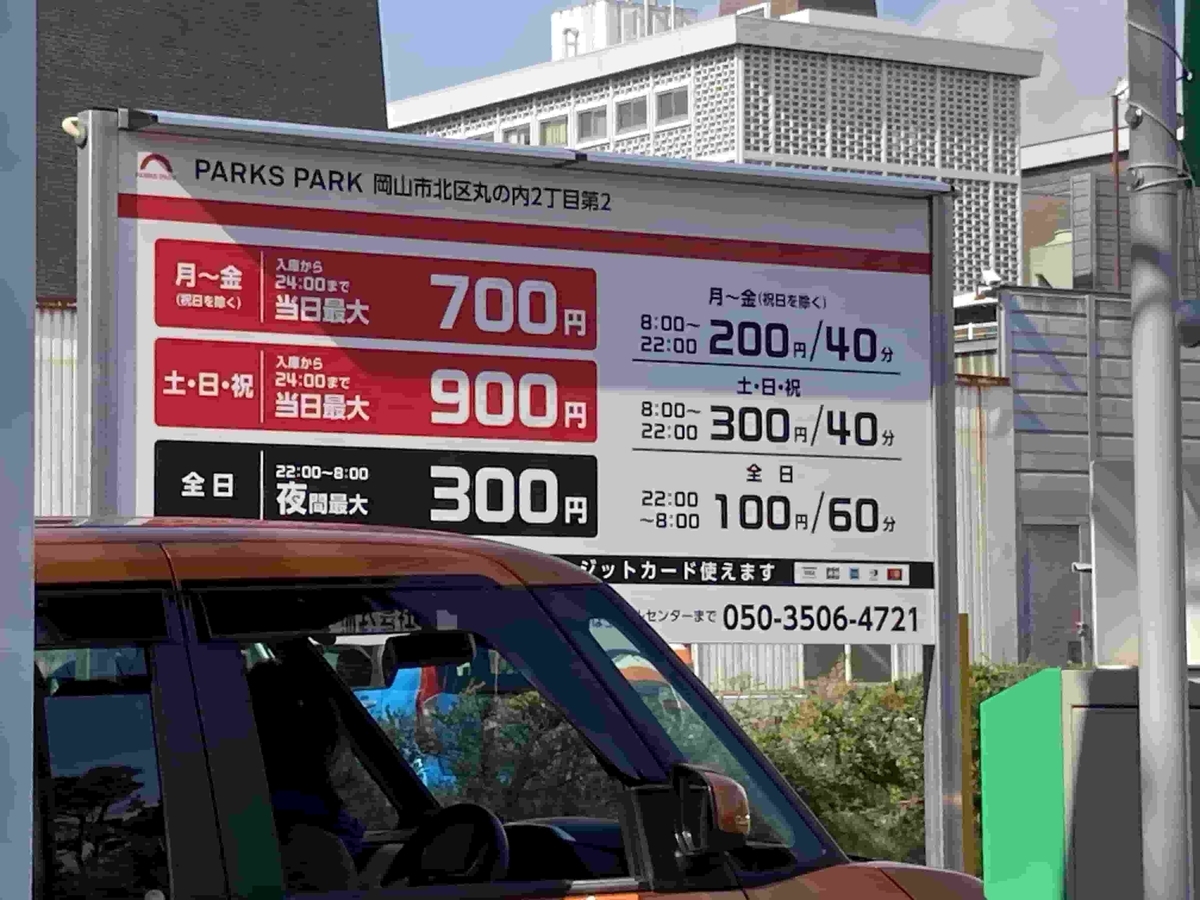 PARKS PARK 岡山市北区丸の内2丁目第2
月～金
(祝日を除く)
入庫から
24:00まで
当日最大
700円
土・日・祝
入庫から
24:00まで
当日最大
900円
全日
22:00~8:00
夜間最大
300円
月～金(祝日を除く)
8:00~
22:00
200円/40分
土・日・祝
8:00~
22:00
300円/40分
全日
22:00
~8:00
100円/60分
ジットカード使えます
センターまで 050-3506-4721